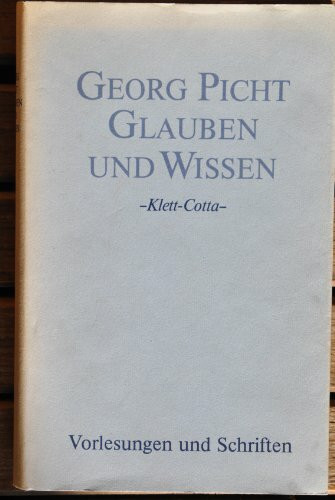 GEORG PICHT
GLAUBEN
UND WISSEN
–Klett-Cotta–
Vorlesungen und Schriften